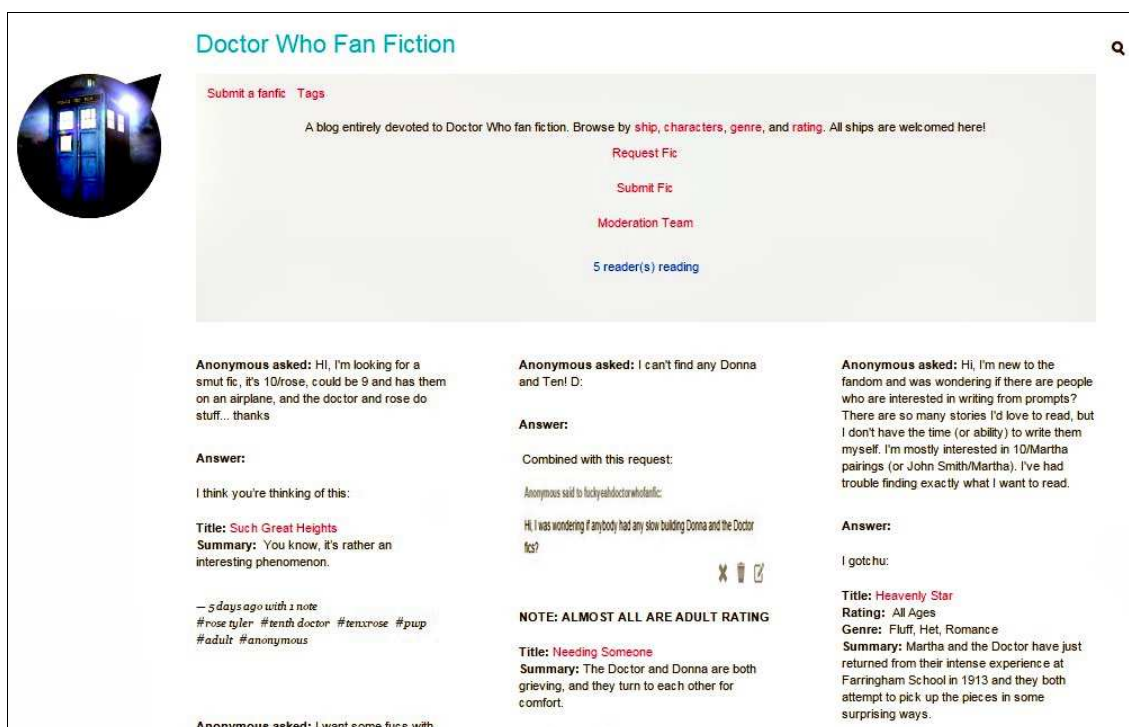 Doctor Who Fan Fiction
Submit a fanfic Tags
A blog entirely devoted to Doctor Who fan fiction. Browse by ship, characters, genre, and rating. All ships are welcomed here!
Request Fic
Submit Fic
Moderation Team
5 reader(s) reading
Anonymous asked: HI, I'm looking for a
smut fic, it's 10/rose, could be 9 and has them
on an airplane, and the doctor and rose do
stuff... thanks
Answer:
I think you're thinking of this:
Title: Such Great Heights
Summary: You know, it's rather an
interesting phenomenon.
— 5 days ago with 1 note
#rose tyler #tenth doctor #tenxrose #pwp
#adult #anonymous
Anonymous asked: I want some fucs with
Anonymous asked: I can't find any Donna
and Ten! D:
Answer:
Combined with this request:
Anonymous said to fuckyeahdoctorwhofanfic:
Hi, I was wondering if anybody had any slow building Donna and the Doctor
fics?
NOTE: ALMOST ALL ARE ADULT RATING
Title: Needing Someone
Summary: The Doctor and Donna are both
grieving, and they turn to each other for
comfort.
Anonymous asked: Hi, I'm new to the
fandom and was wondering if there are people
who are interested in writing from prompts?
There are so many stories I'd love to read, but
I don't have the time (or ability) to write them
myself. I'm mostly interested in 10/Martha
pairings (or John Smith/Martha). I've had
trouble finding exactly what I want to read.
Answer:
I gotchu:
Title: Heavenly Star
Rating: All Ages
Genre: Fluff, Het, Romance
Summary: Martha and the Doctor have just
returned from their intense experience at
Farringham School in 1913 and they both
attempt to pick up the pieces in some
surprising ways.